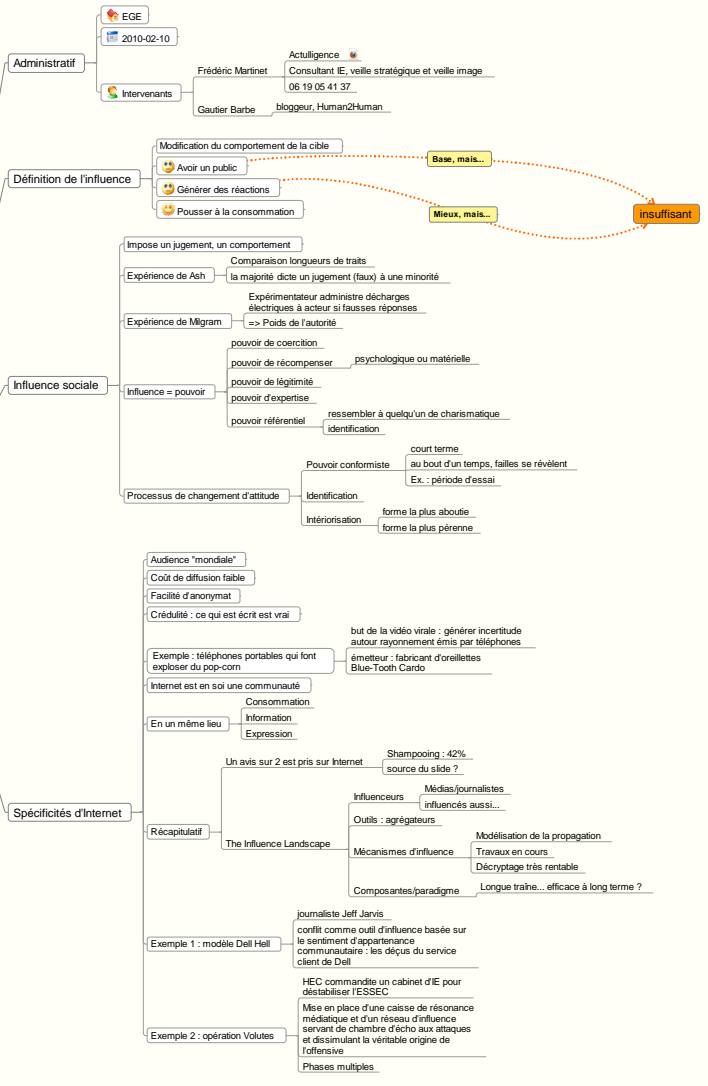 Administratif
EGE
2010-02-10
Intervenants
Frédéric Martinet
Actulligence
Consultant IE, veille stratégique et veille image
06 19 05 41 37
Gautier Barbe
bloggeur, Human2Human
Définition de l'influence
Modification du comportement de la cible
Avoir un public
Générer des réactions
Pousser à la consommation
Base, mais...
Mieux, mais...
insuffisant
Influence sociale
Impose un jugement, un comportement
Expérience de Ash
Comparaison longueurs de traits
la majorité dicte un jugement (faux) à une minorité
Expérience de Milgram
Expérimentateur administre décharges
électriques à acteur si fausses réponses
=> Poids de l'autorité
Influence = pouvoir
pouvoir de coercition
pouvoir de récompenser
psychologique ou matérielle
pouvoir de légitimité
pouvoir d'expertise
pouvoir référentiel
ressembler à quelqu'un de charismatique
identification
Processus de changement d'attitude
Pouvoir conformiste
court terme
au bout d'un temps, failles se révèlent
Ex. : période d'essai
Identification
Intériorisation
forme la plus aboutie
forme la plus pérenne
Spécificités d'Internet
Audience "mondiale"
Coût de diffusion faible
Facilité d'anonymat
Crédulité : ce qui est écrit est vrai
Exemple : téléphones portables qui font
exploser du pop-corn
but de la vidéo virale : générer incertitude
autour rayonnement émis par téléphones
émetteur : fabricant d'oreillettes
Blue-Tooth Cardo
Internet est en soi une communauté
En un même lieu
Consommation
Information
Expression
Récapitulatif
Un avis sur 2 est pris sur Internet
Shampooing : 42%
source du slide ?
The Influence Landscape
Influenceurs
Médias/journalistes
influencés aussi...
Outils : agrégateurs
Mécanismes d'influence
Modélisation de la propagation
Travaux en cours
Décryptage très rentable
Composantes/paradigme
Longue traîne... efficace à long terme ?
Exemple 1 : modèle Dell Hell
journaliste Jeff Jarvis
conflit comme outil d'influence basée sur
le sentiment d'appartenance
communautaire : les déçus du service
client de Dell
Exemple 2 : opération Volutes
HEC commandite un cabinet d'IE pour
déstabiliser l'ESSEC
Mise en place d'une caisse de résonance
médiatique et d'un réseau d'influence
servant de chambre d'écho aux attaques
et dissimulant la véritable origine de
l'offensive
Phases multiples